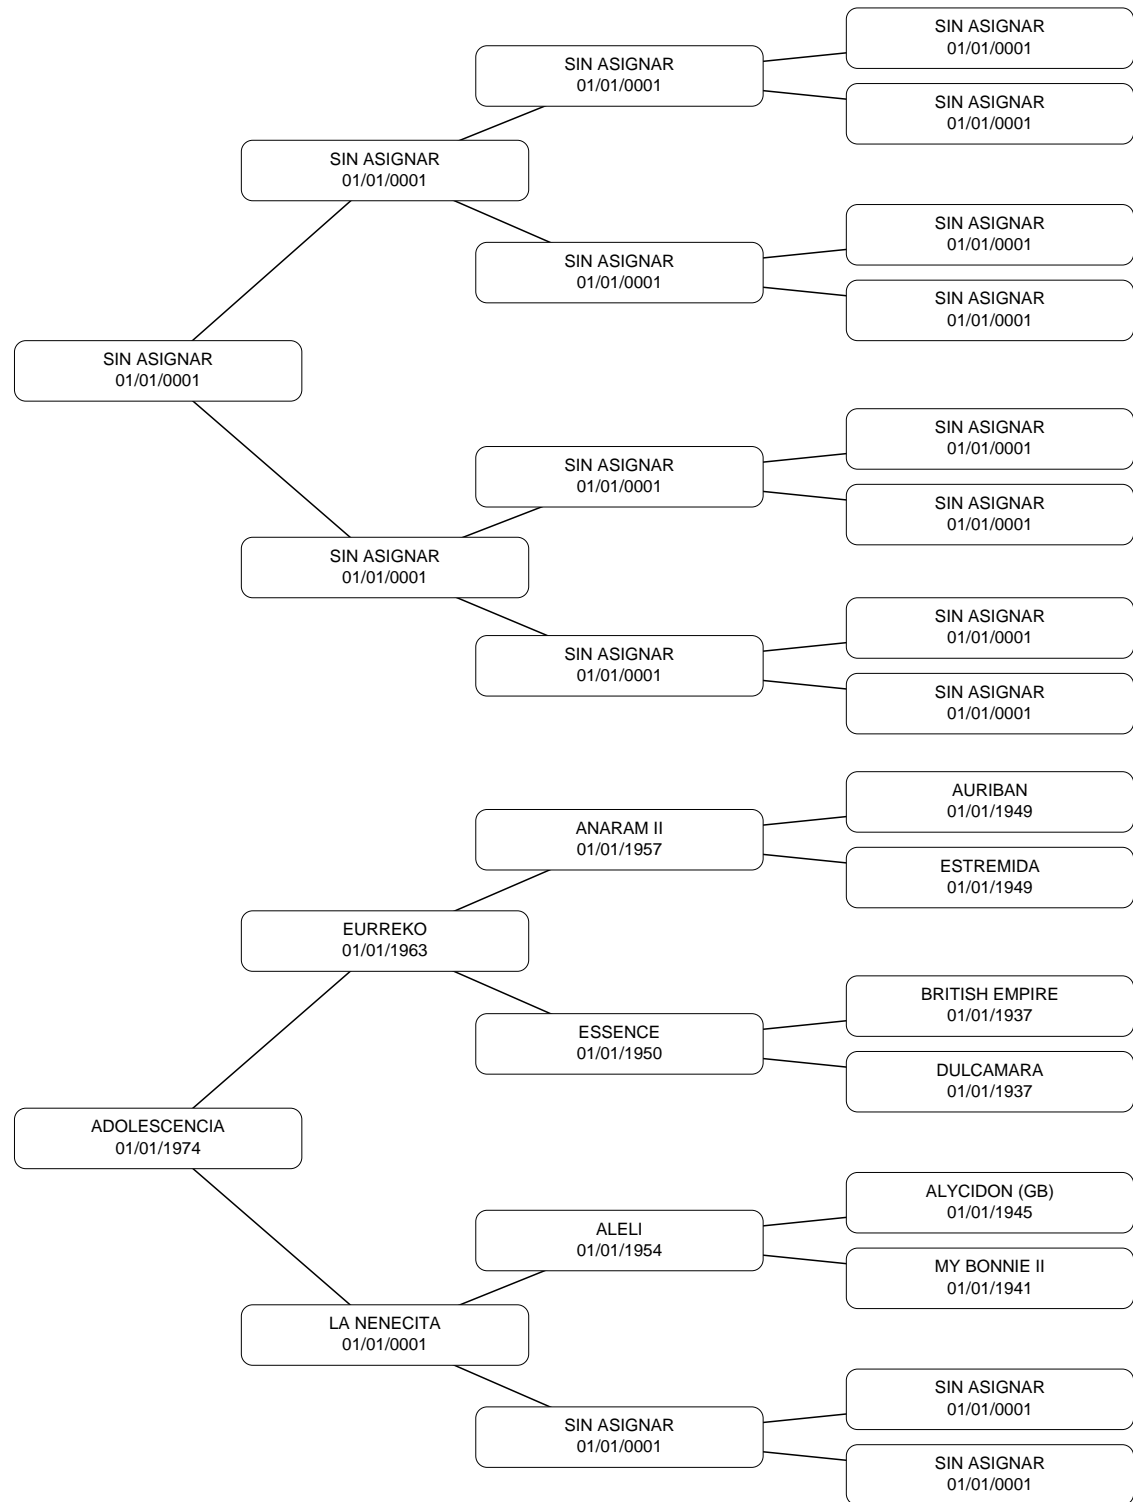 SIN ASIGNAR
01/01/0001
SIN ASIGNAR
01/01/0001
SIN ASIGNAR
01/01/0001
SIN ASIGNAR
01/01/0001
SIN ASIGNAR
01/01/0001
SIN ASIGNAR
01/01/0001
SIN ASIGNAR
01/01/0001
SIN ASIGNAR
01/01/0001
SIN ASIGNAR
01/01/0001
SIN ASIGNAR
01/01/0001
SIN ASIGNAR
01/01/0001
SIN ASIGNAR
01/01/0001
SIN ASIGNAR
01/01/0001
SIN ASIGNAR
01/01/0001
SIN ASIGNAR
01/01/0001
AURIBAN
01/01/1949
ANARAM II
01/01/1957
ESTREMIDA
01/01/1949
EURREKO
01/01/1963
BRITISH EMPIRE
01/01/1937
ESSENCE
01/01/1950
DULCAMARA
01/01/1937
ADOLESCENCIA
01/01/1974
ALYCIDON (GB)
01/01/1945
ALELI
01/01/1954
MY BONNIE II
01/01/1941
LA NENECITA
01/01/0001
SIN ASIGNAR
01/01/0001
SIN ASIGNAR
01/01/0001
SIN ASIGNAR
01/01/0001